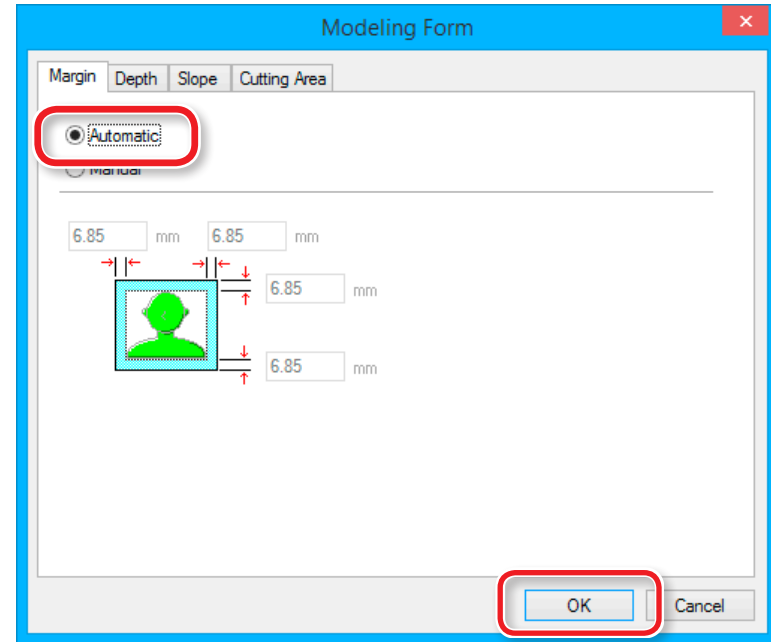 Modeling Form
Margin Depth Slope Cutting Area
Automatic
Manual
6.85 mm 6.85 mm
6.85 mm
6.85 mm
OK Cancel